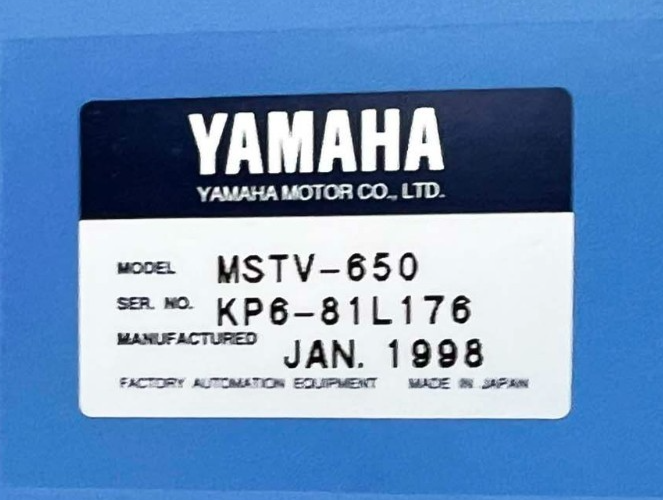 YAMAHA
YAMAHA MOTOR CO., LTD.
MODEL MSTV-650
SER. NO. KP6-81L176
MANUFACTURED JAN. 1998
FACTORY AUTOMATION EQUIPMENT MADE IN JAPAN